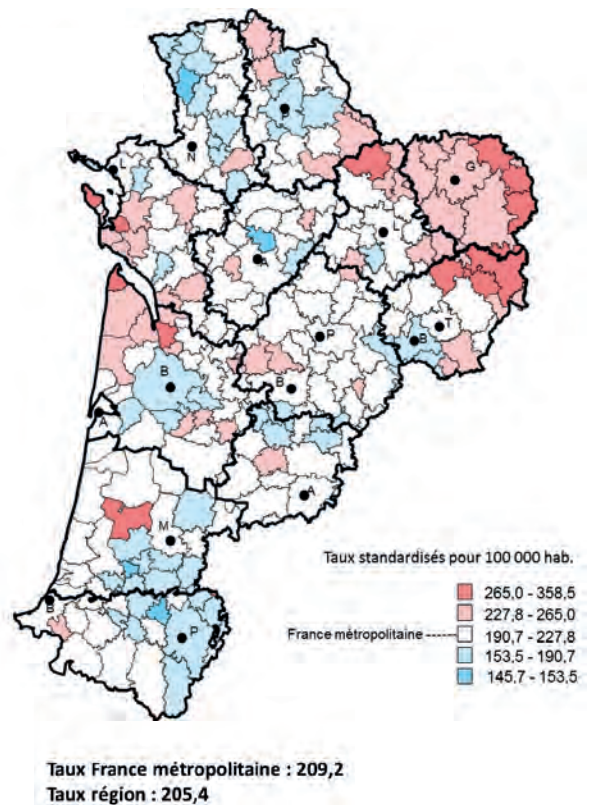 P
N
L
G
L
A
T
B
P
B
B
A
A
M
B
P
Taux standardisés pour 100 000 hab.
265,0 - 358,5
227,8 - 265,0
France métropolitaine 190,7 - 227,8
153,5 - 190,7
145,7 - 153,5
Taux France métropolitaine : 209,2
Taux région : 205,4